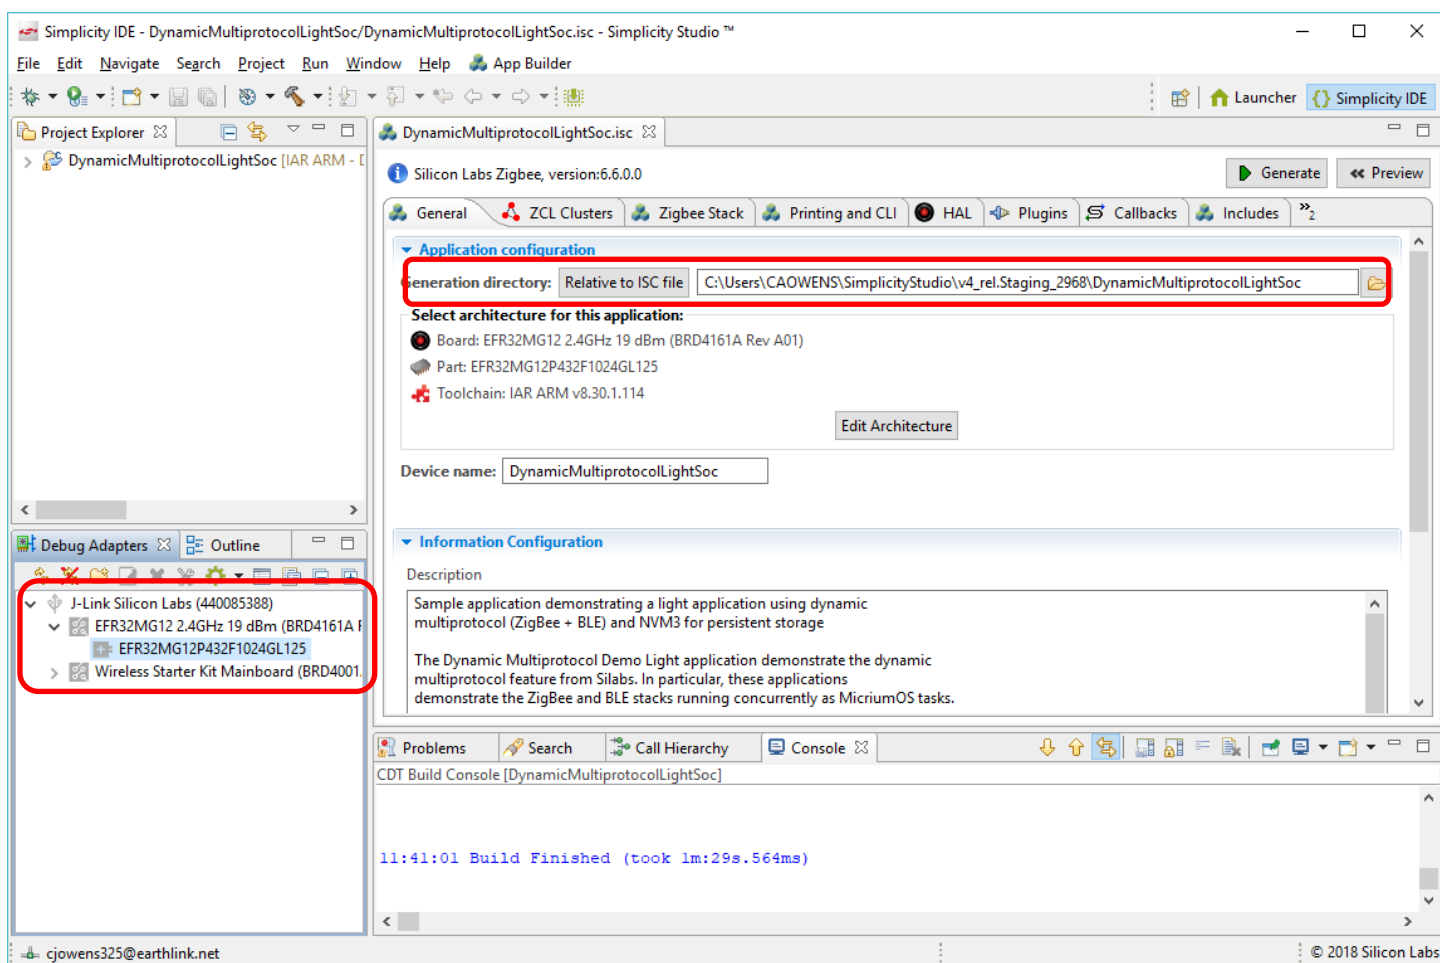 Simplicity IDE - DynamicMultiprotocolLightSoc/DynamicMultiprotocolLightSoc.isc - Simplicity Studio ™
File Edit Navigate Search Project Run Window Help App Builder
Launcher {} Simplicity IDE
Project Explorer
DynamicMultiprotocolLightSoc [IAR ARM - D
DynamicMultiprotocolLightSoc.isc
Silicon Labs Zigbee, version:6.6.0.0
Generate
Preview
General ZCL Clusters Zigbee Stack Printing and CLI HAL Plugins Callbacks Includes »2
Application configuration
Generation directory: Relative to ISC file C:\Users\CAOWENS\SimplicityStudio\v4_rel.Staging_2968\DynamicMultiprotocolLightSoc
Select architecture for this application:
Board: EFR32MG12 2.4GHz 19 dBm (BRD4161A Rev A01)
Part: EFR32MG12P432F1024GL125
Toolchain: IAR ARM v8.30.1.114
Edit Architecture
Device name: DynamicMultiprotocolLightSoc
Information Configuration
Description
Sample application demonstrating a light application using dynamic
multiprotocol (ZigBee + BLE) and NVM3 for persistent storage
The Dynamic Multiprotocol Demo Light application demonstrate the dynamic
multiprotocol feature from Silabs. In particular, these applications
demonstrate the ZigBee and BLE stacks running concurrently as MicriumOS tasks.
Debug Adapters Outline
J-Link Silicon Labs (440085388)
EFR32MG12 2.4GHz 19 dBm (BRD4161A R
EFR32MG12P432F1024GL125
Wireless Starter Kit Mainboard (BRD4001.
Problems Search Call Hierarchy Console
CDT Build Console [DynamicMultiprotocolLightSoc]
11:41:01 Build Finished (took 1m:29s.564ms)
cjowens325@earthlink.net
© 2018 Silicon Labs